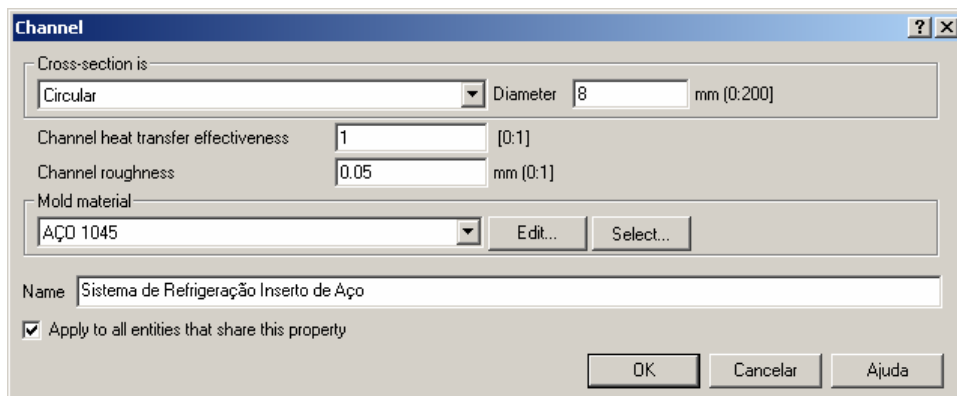 Channel
Cross-section is
Circular Diameter 8 mm (0:200]
Channel heat transfer effectiveness 1 [0:1]
Channel roughness 0.05 mm (0:1]
Mold material
AÇO 1045 Edit... Select...
Name Sistema de Refrigeração Inserto de Aço
Apply to all entities that share this property
OK Cancelar Ajuda